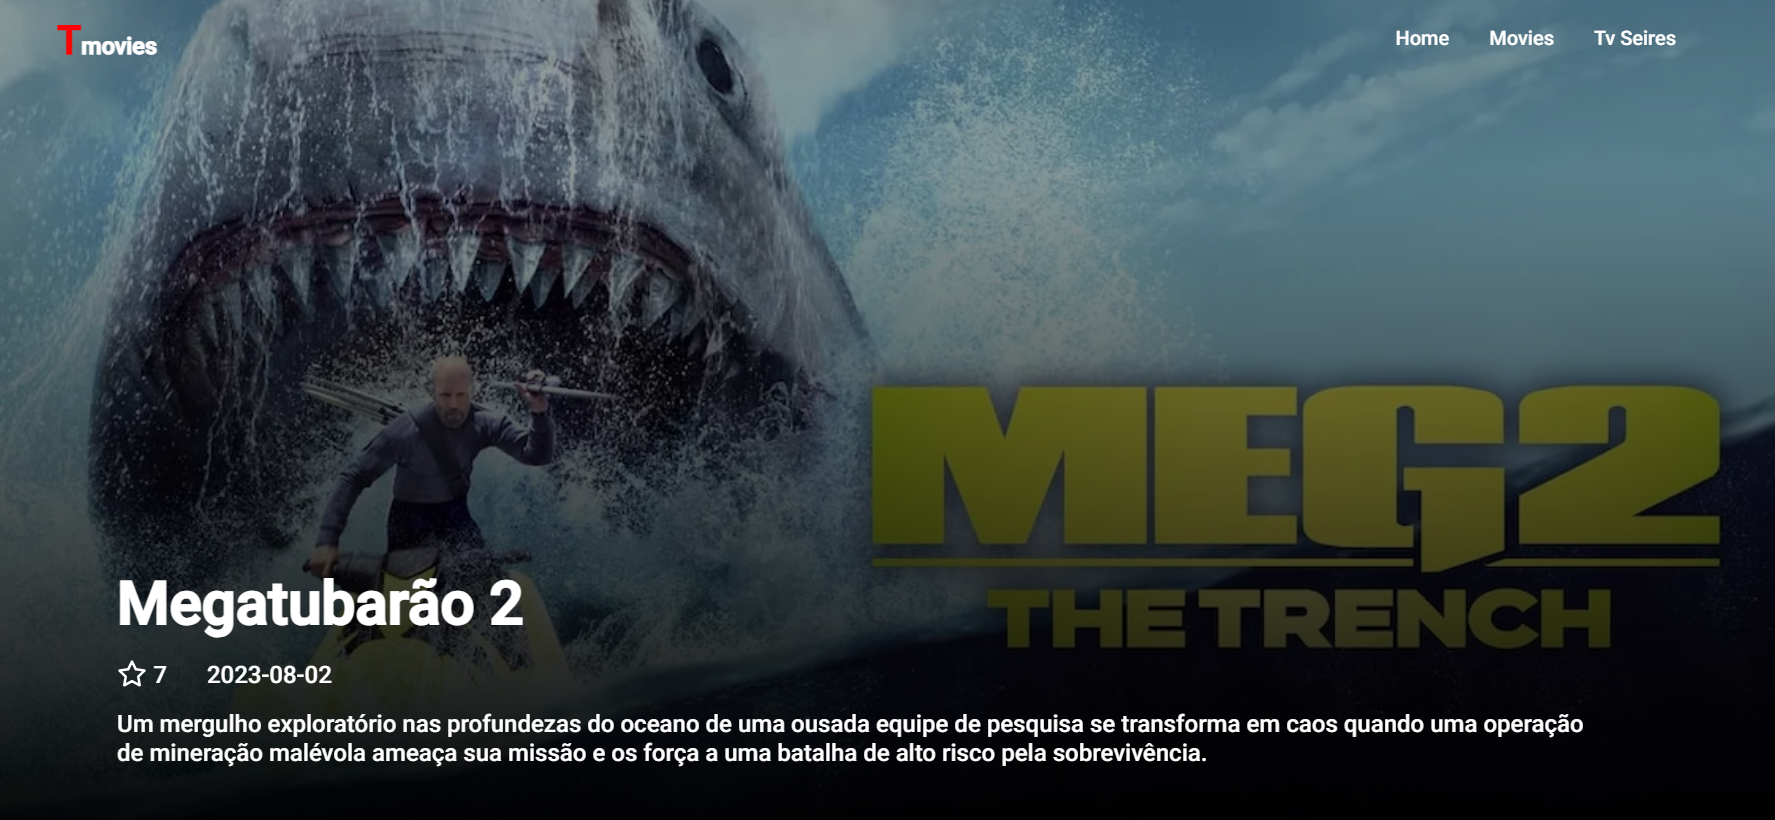 Tmovies
Home Movies Tv Seires
MEG2
THE TRENCH
Megatubarão 2
7 2023-08-02
Um mergulho exploratório nas profundezas do oceano de uma ousada equipe de pesquisa se transforma em caos quando uma operação
de mineração malévola ameaça sua missão e os força a uma batalha de alto risco pela sobrevivência.